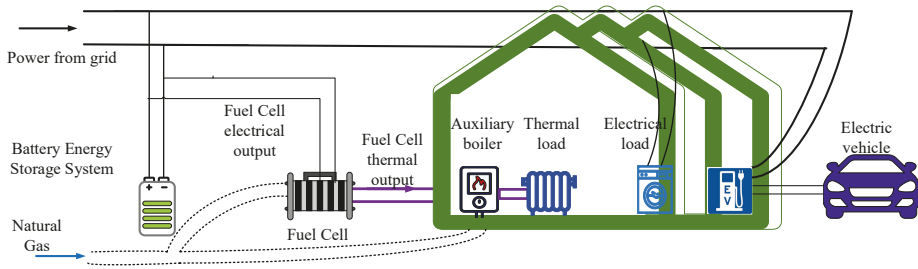 Power from grid
Fuel Cell
electrical
output
Battery Energy
Storage System
+
-
Fuel Cell
thermal
output
Auxiliary
boiler
Thermal
load
Electrical
load
Electric
vehicle
E
V
Natural
Gas
Fuel Cell